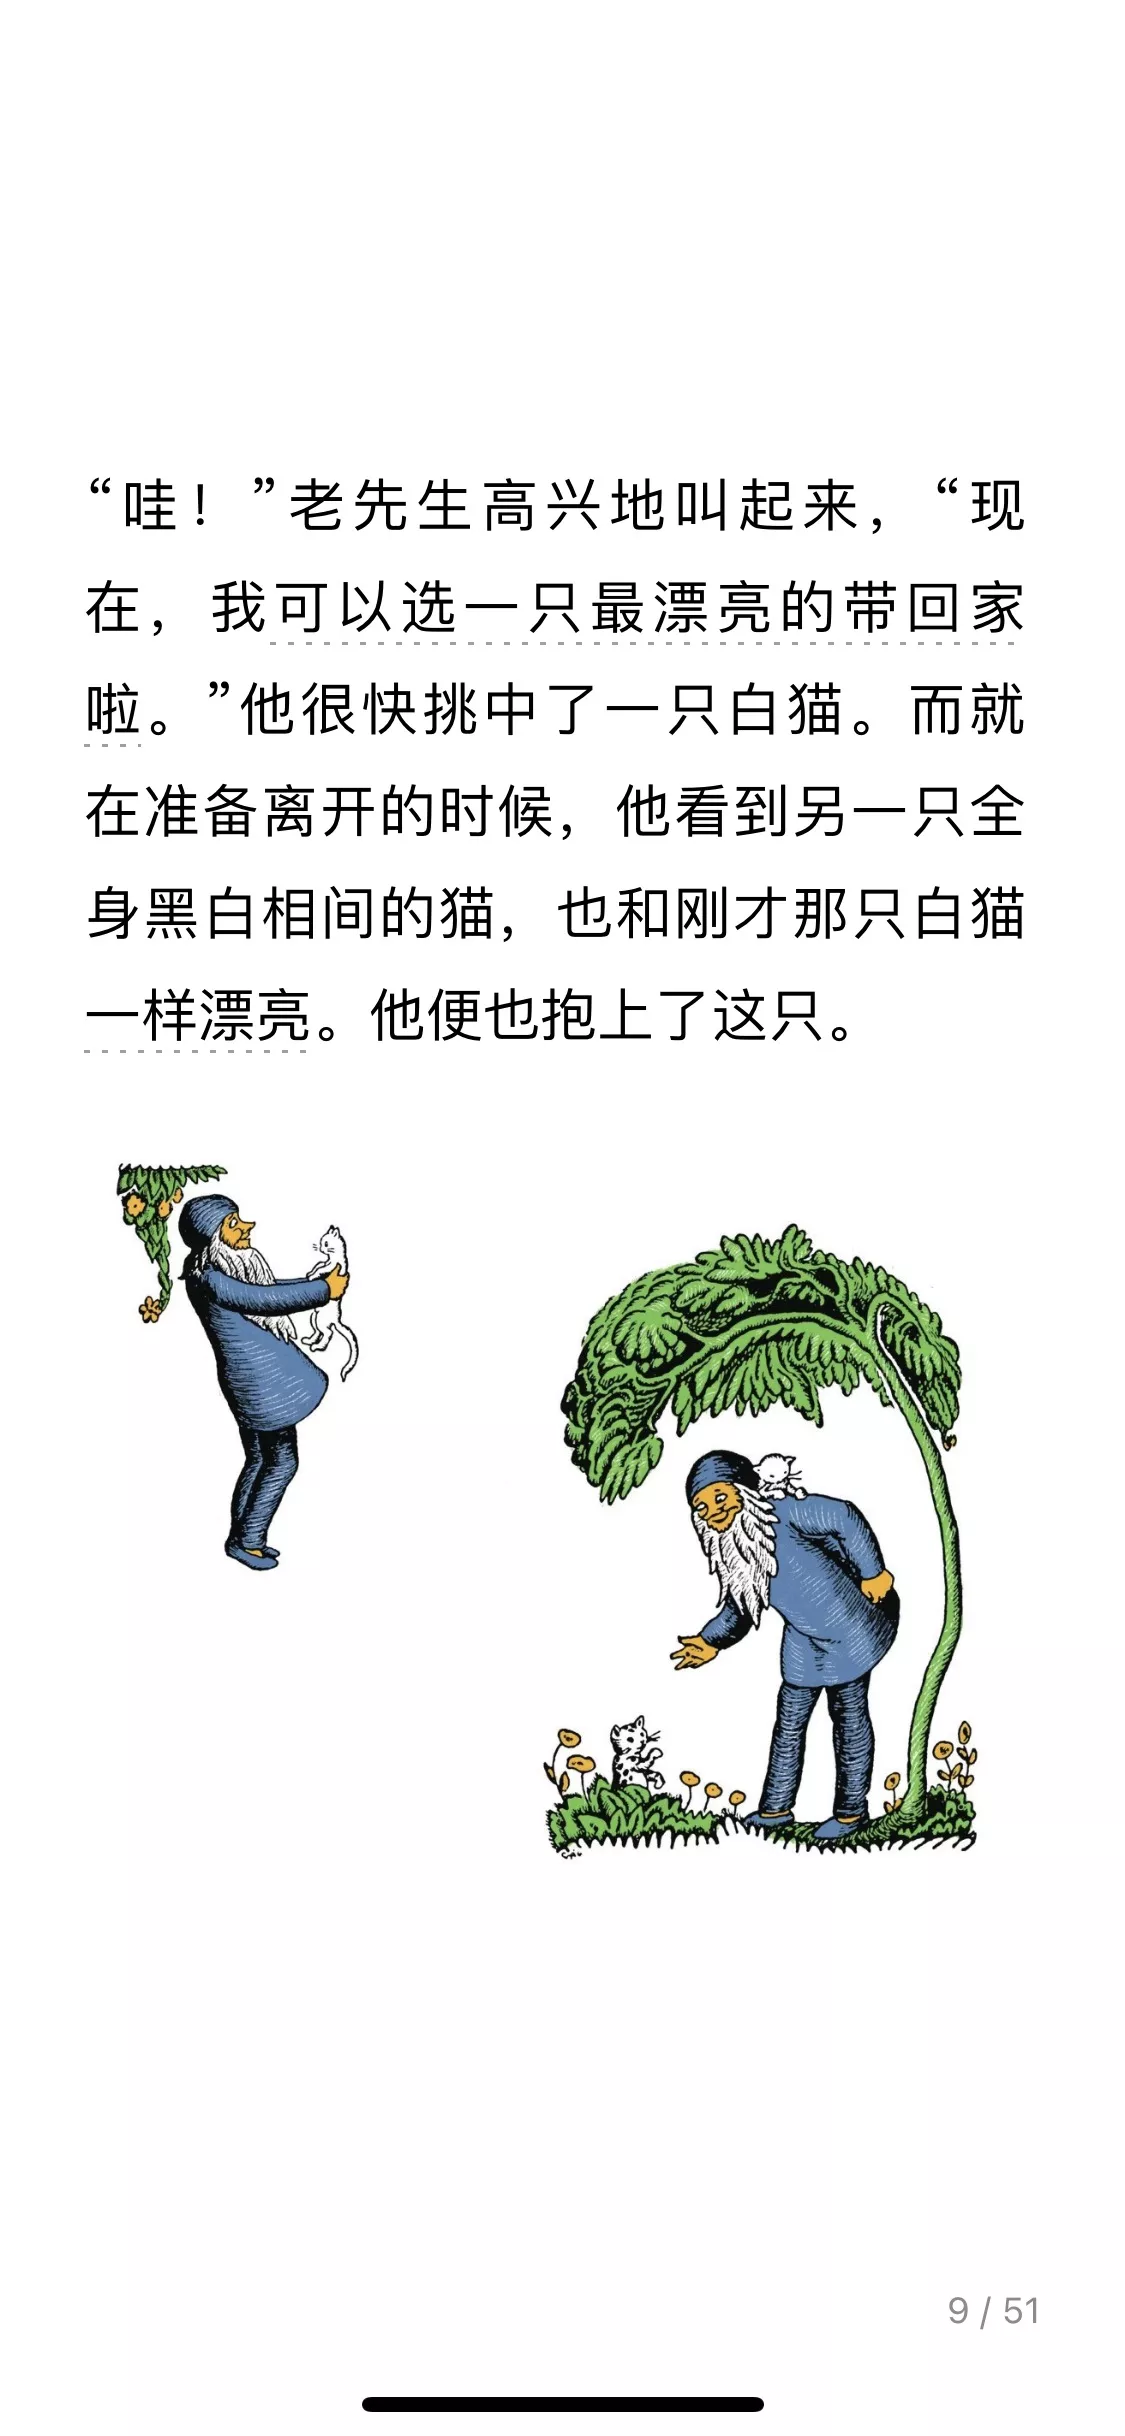 “哇！”老先生高兴地叫起来，“现
在，我可以选一只最漂亮的带回家
啦。”他很快挑中了一只白猫。而就
在准备离开的时候，他看到另一只全
身黑白相间的猫，也和刚才那只白猫
一样漂亮。他便也抱上了这只。
9 / 51